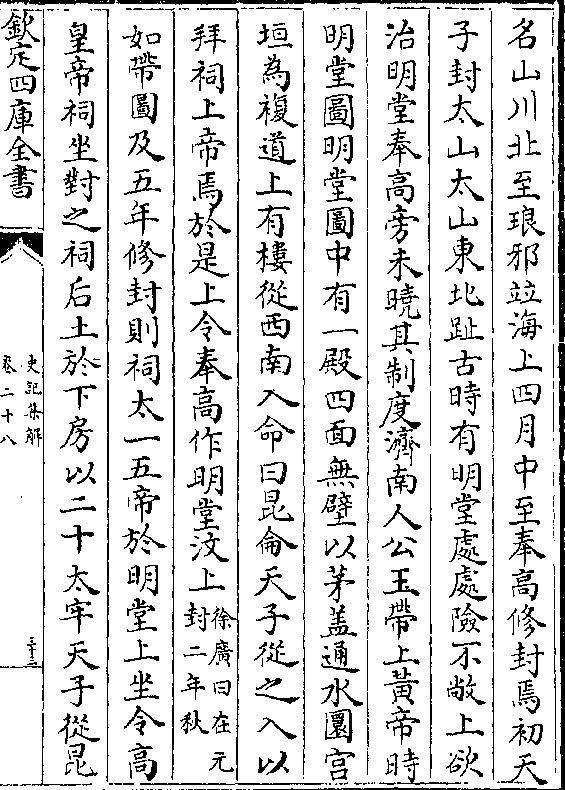 名山川北至琅邪竝海上四月中至奉高修封焉初天
子封太山太山東北趾古時有明堂處處險不敞上欲
治明堂奉高旁未曉其制度濟南人公玉帶上黃帝時
明堂圖明堂圖中有一殿四面無壁以茅盖通水圜宫
垣為複道上有樓從西南入命曰昆侖天子從之入以
拜祠上帝焉於是上令奉高作明堂汶上徐廣曰在元封二年秋
如帶圖及五年修封則祠太一五帝於明堂上坐令高
皇帝祠坐對之祠后土於下房以二十太牢天子從昆
欽定四庫全書
史記集解
卷二十八
三十三